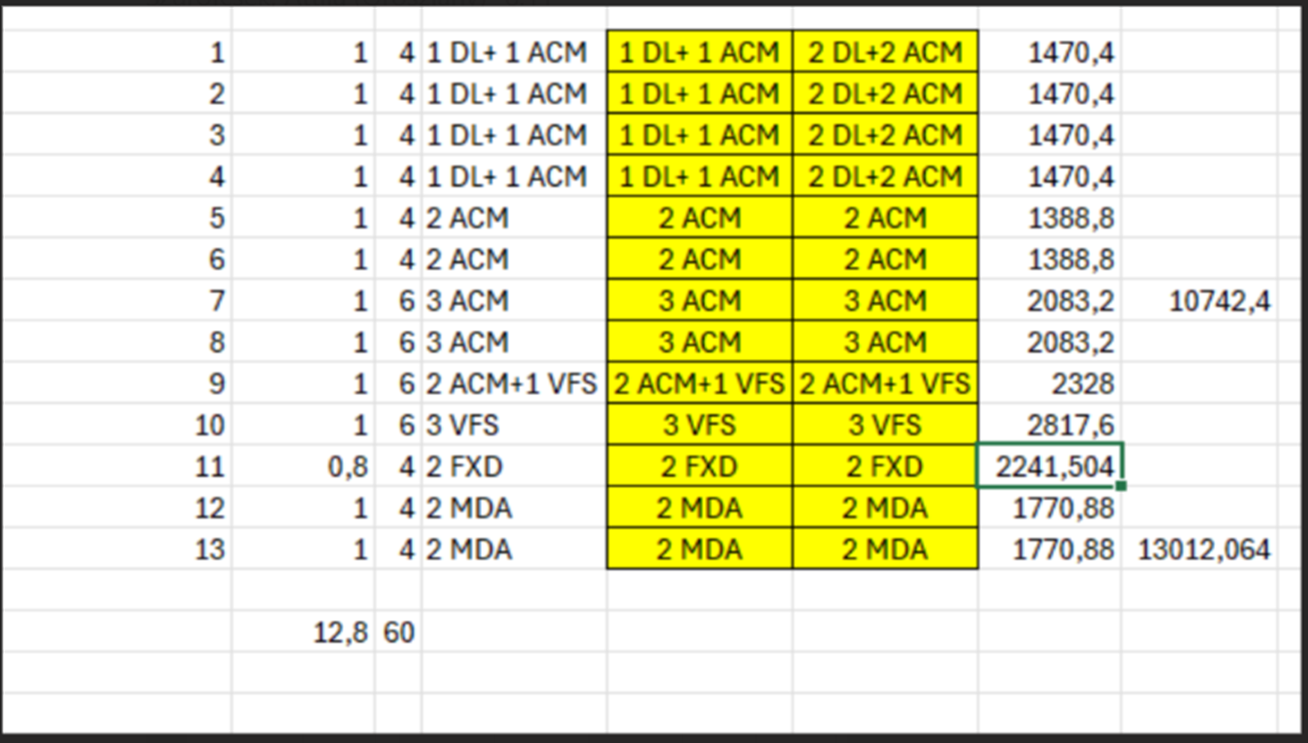 1 1 4 1 DL+ 1 ACM 1 DL+ 1 ACM 2 DL+2 ACM 1470,4
2 1 4 1 DL+ 1 ACM 1 DL+ 1 ACM 2 DL+2 ACM 1470,4
3 1 4 1 DL+ 1 ACM 1 DL+ 1 ACM 2 DL+2 ACM 1470,4
4 1 4 1 DL+ 1 ACM 1 DL+ 1 ACM 2 DL+2 ACM 1470,4
5 1 4 2 ACM 2 ACM 2 ACM 1388,8
6 1 4 2 ACM 2 ACM 2 ACM 1388,8
7 1 6 3 ACM 3 ACM 3 ACM 2083,2 10742,4
8 1 6 3 ACM 3 ACM 3 ACM 2083,2
9 1 6 2 ACM+1 VFS 2 ACM+1 VFS 2 ACM+1 VFS 2328
10 1 6 3 VFS 3 VFS 3 VFS 2817,6
11 0,8 4 2 FXD 2 FXD 2 FXD 2241,504
12 1 4 2 MDA 2 MDA 2 MDA 1770,88
13 1 4 2 MDA 2 MDA 2 MDA 1770,88 13012,064
12,8 60